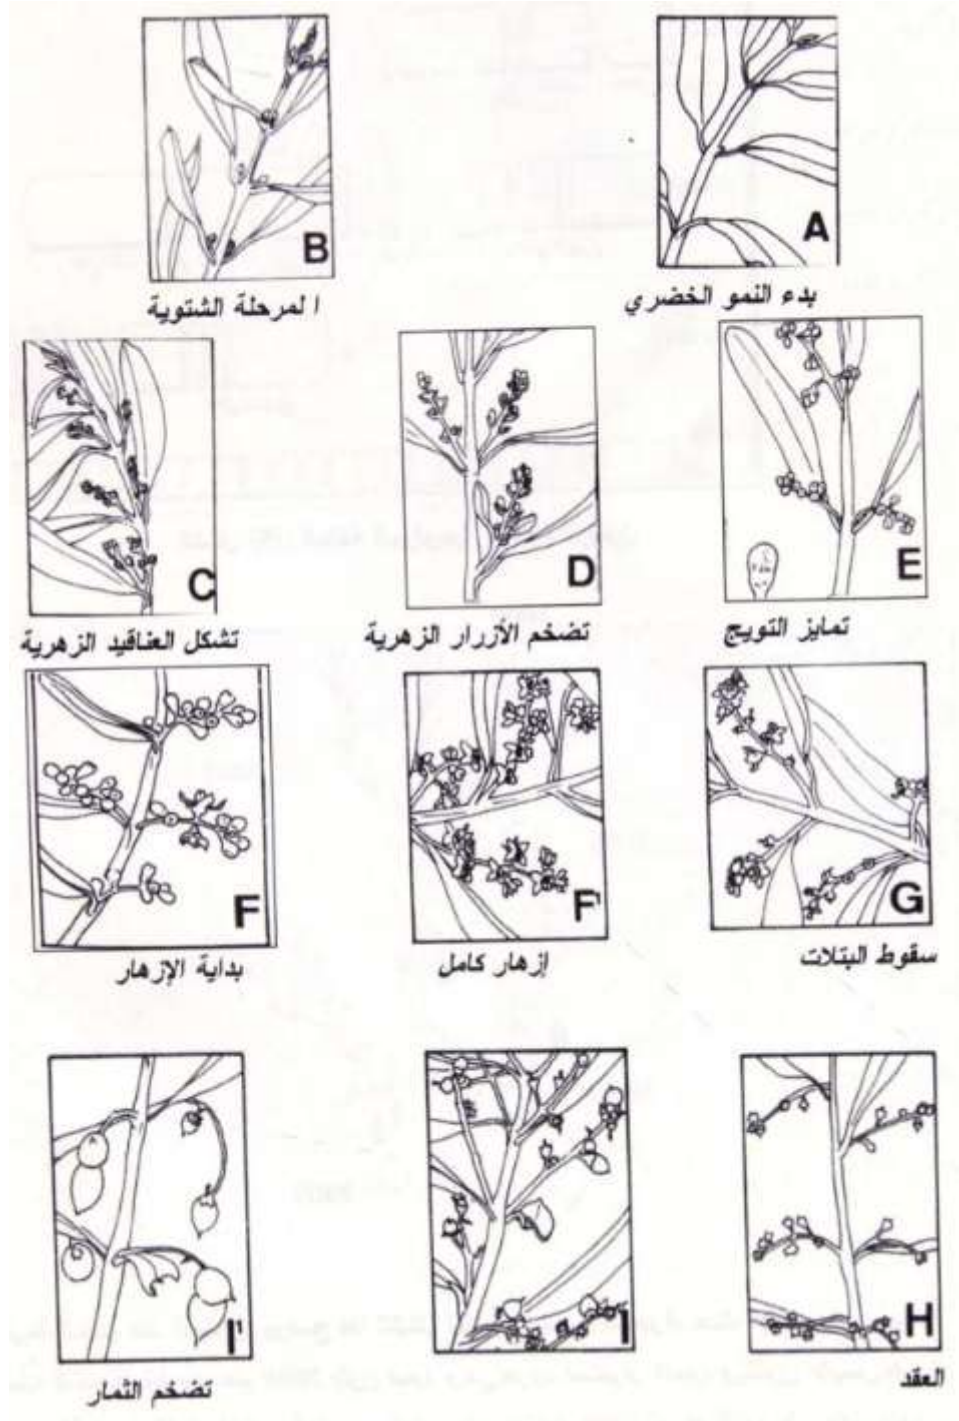 A
بدء النمو الخضري
B
المرحلة الشتوية
C
تشكل العناقيد الزهرية
D
تضخم الأزرار الزهرية
E
تمايز التويج
F
بداية الإزهار
F'
إزهار كامل
G
سقوط البتلات
H
العقد
I
I'
تضخم الثمار